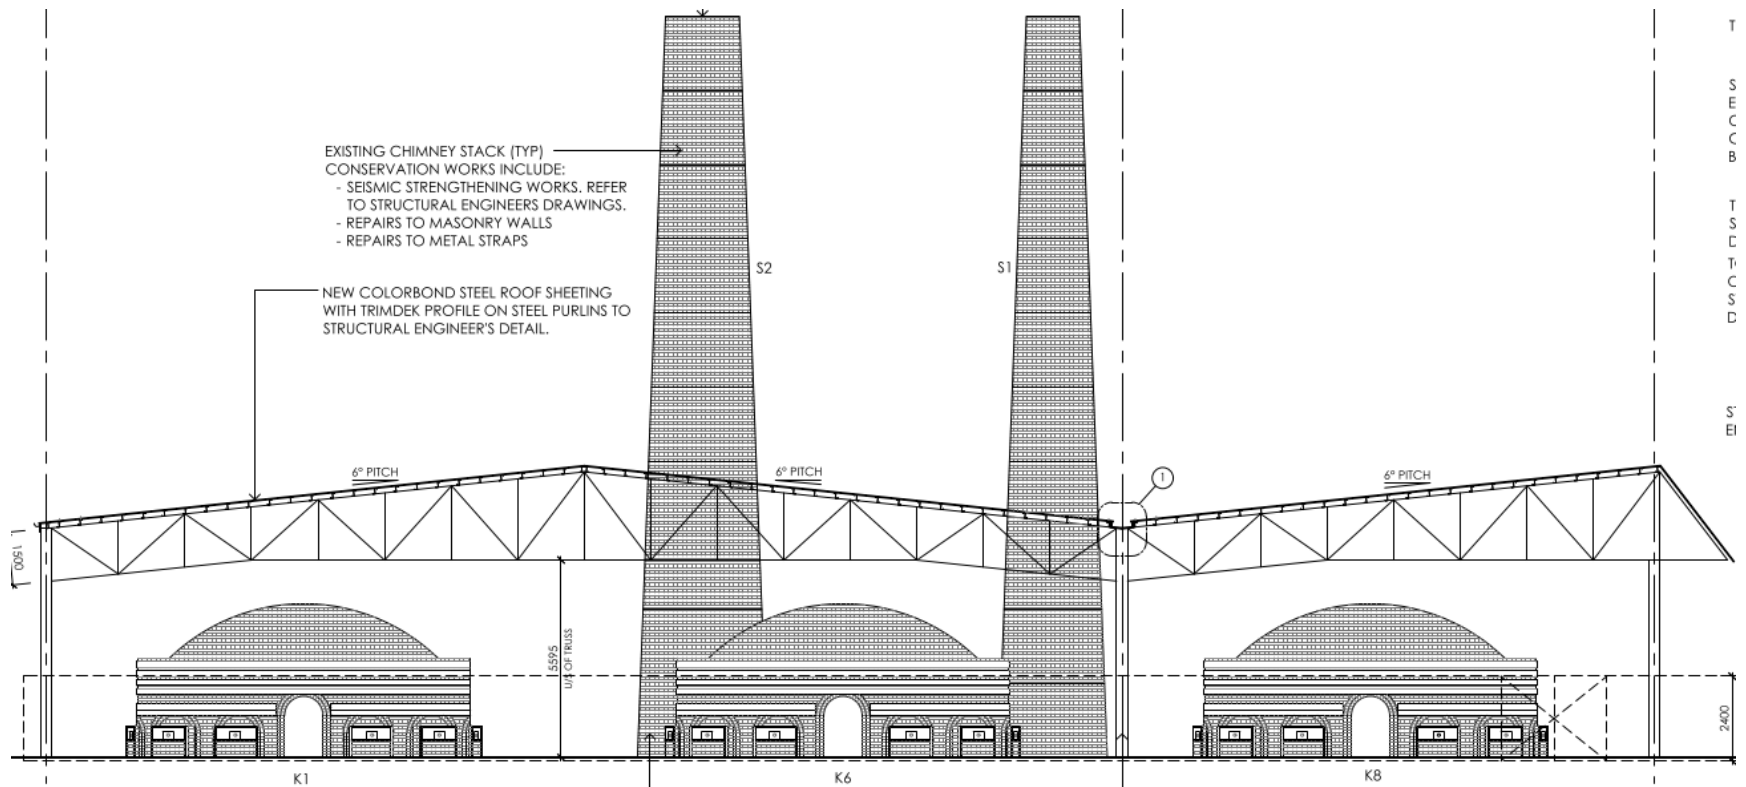 EXISTING CHIMNEY STACK (TYP)
CONSERVATION WORKS INCLUDE:
- SEISMIC STRENGTHENING WORKS. REFER
TO STRUCTURAL ENGINEERS DRAWINGS.
- REPAIRS TO MASONRY WALLS
- REPAIRS TO METAL STRAPS
S2
S1
NEW COLORBOND STEEL ROOF SHEETING
WITH TRIMDEK PROFILE ON STEEL PURLINS TO
STRUCTURAL ENGINEER'S DETAIL.
6° PITCH
6° PITCH
1
6° PITCH
1500
5595
U/S OF TRUSS
2400
K1
K6
K8